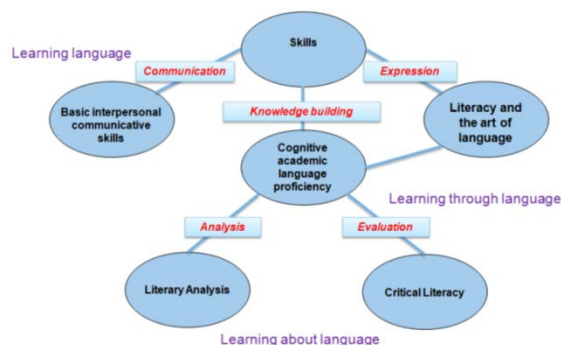 Skills
Learning language
Communication
Expression
Basic interpersonal
communicative
skills
Knowledge building
Literacy and
the art of
language
Cognitive
academic
language
proficiency
Learning through language
Analysis
Evaluation
Literary Analysis
Critical Literacy
Learning about language